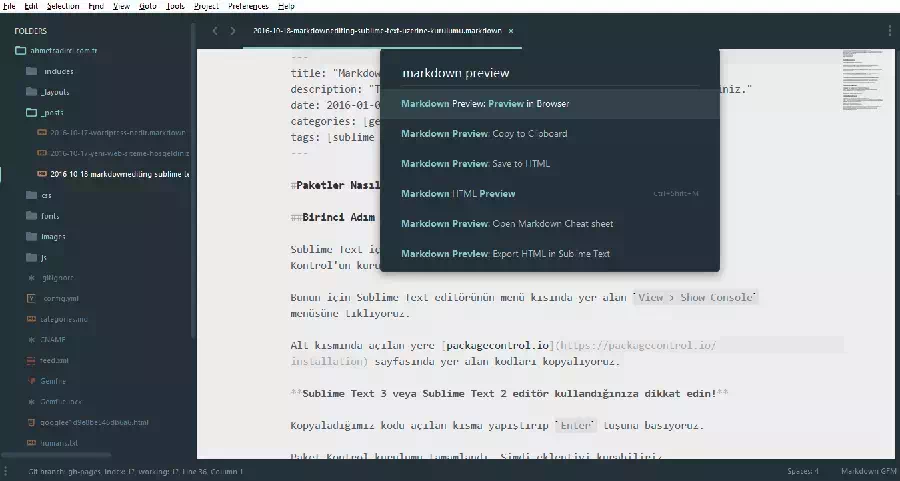 File Edit Selection Find View Goto Tools Project Preferences Help
FOLDERS
ahmetkadirci.com.tr
_includes
_layouts
_posts
2016-10-17-wordpress-nedir.markdown
2016-10-17-yeni-web-siteme-hosgeldiniz
2016-10-18-markdownediting-sublime-te
css
fonts
images
js
.gitignore
_config.yml
categories.md
CNAME
feed.xml
Gemfile
Gemfile.lock
humans.txt
2016-10-18-markdownediting-sublime-text-uzerine-kurulumu.markdown ×
---
title: "Markdow
description: "T
niz."
date: 2016-01-0
categories: [ge
tags: [sublime
---
#Paketler Nasıl
##Birinci Adım
Sublime Text iç
Kontrol'un kuru
Bunun için Sublime Text editörünün menü kısında yer alan `View > Show Console`
menüsüne tıklıyoruz.
Alt kısmında açılan yere [packagecontrol.io](https://packagecontrol.io/
installation) sayfasında yer alan kodları kopyalıyoruz.
**Sublime Text 3 veya Sublime Text 2 editör kullandığınıza dikkat edin!**
Kopyaladığımız kodu açılan kısma yapıştırıp `Enter` tuşuna basıyoruz.
Paket Kontrol kurulumu tamamlandı. Şimdi eklentiyi kurabiliriz.
markdown preview
Markdown Preview: Preview in Browser
Markdown Preview: Copy to Clipboard
Markdown Preview: Save to HTML
Markdown HTML Preview
Ctrl+Shift+M
Markdown Preview: Open Markdown Cheat sheet
Markdown Preview: Export HTML in Sublime Text
Git branch: gh-pages, index: 17, working: 17, Line 36, Column 1
Spaces: 4
Markdown GFM